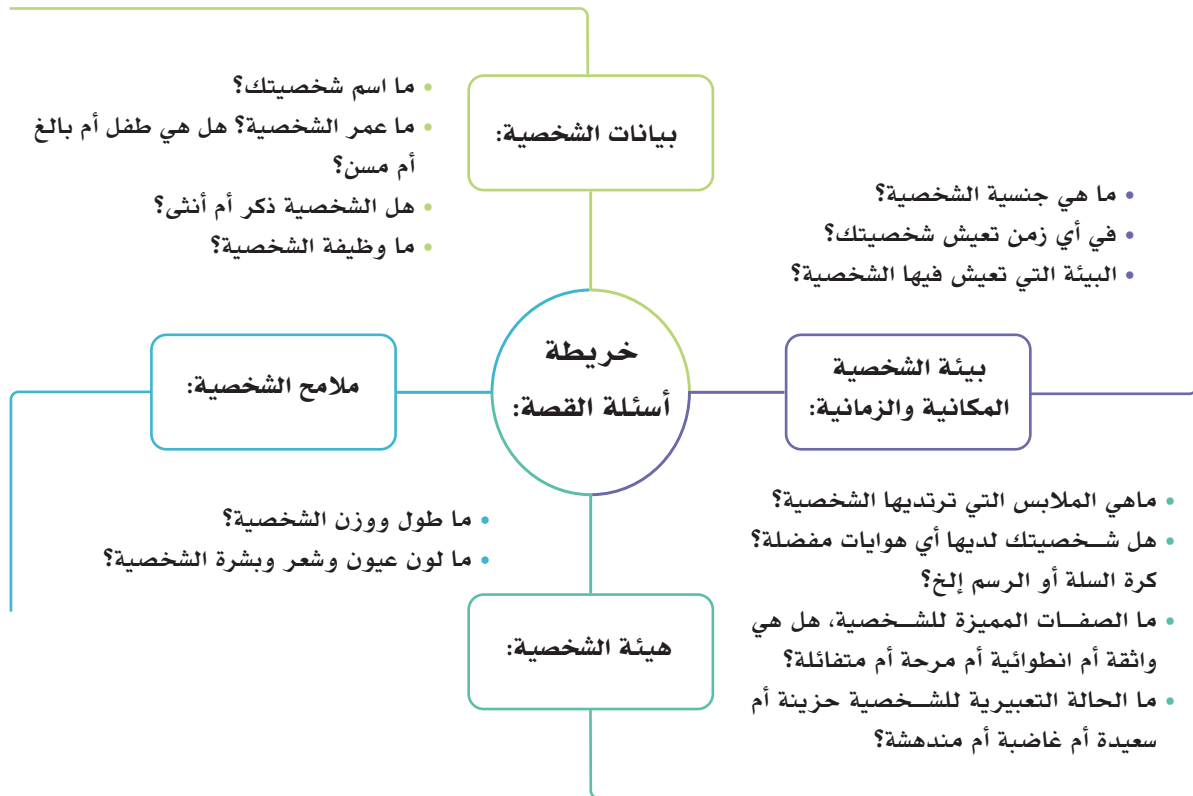 خريطة
أسئلة القصة:
بيانات الشخصية:
• ما اسم شخصيتك؟
• ما عمر الشخصية؟ هل هي طفل أم بالغ
أم مسن؟
• هل الشخصية ذكر أم أنثى؟
• ما وظيفة الشخصية؟
بيئة الشخصية
المكانية والزمانية:
• ما هي جنسية الشخصية؟
• في أي زمن تعيش شخصيتك؟
• البيئة التي تعيش فيها الشخصية؟
ملامح الشخصية:
• ما طول ووزن الشخصية؟
• ما لون عيون وشعر وبشرة الشخصية؟
هيئة الشخصية:
• ماهي الملابس التي ترتديها الشخصية؟
• هل شخصيتك لديها أي هوايات مفضلة؟
كرة السلة أو الرسم إلخ؟
• ما الصفات المميزة للشخصية، هل هي
واثقة أم انطوائية أم مرحة أم متفائلة؟
• ما الحالة التعبيرية للشخصية حزينة أم
سعيدة أم غاضبة أم مندهشة؟